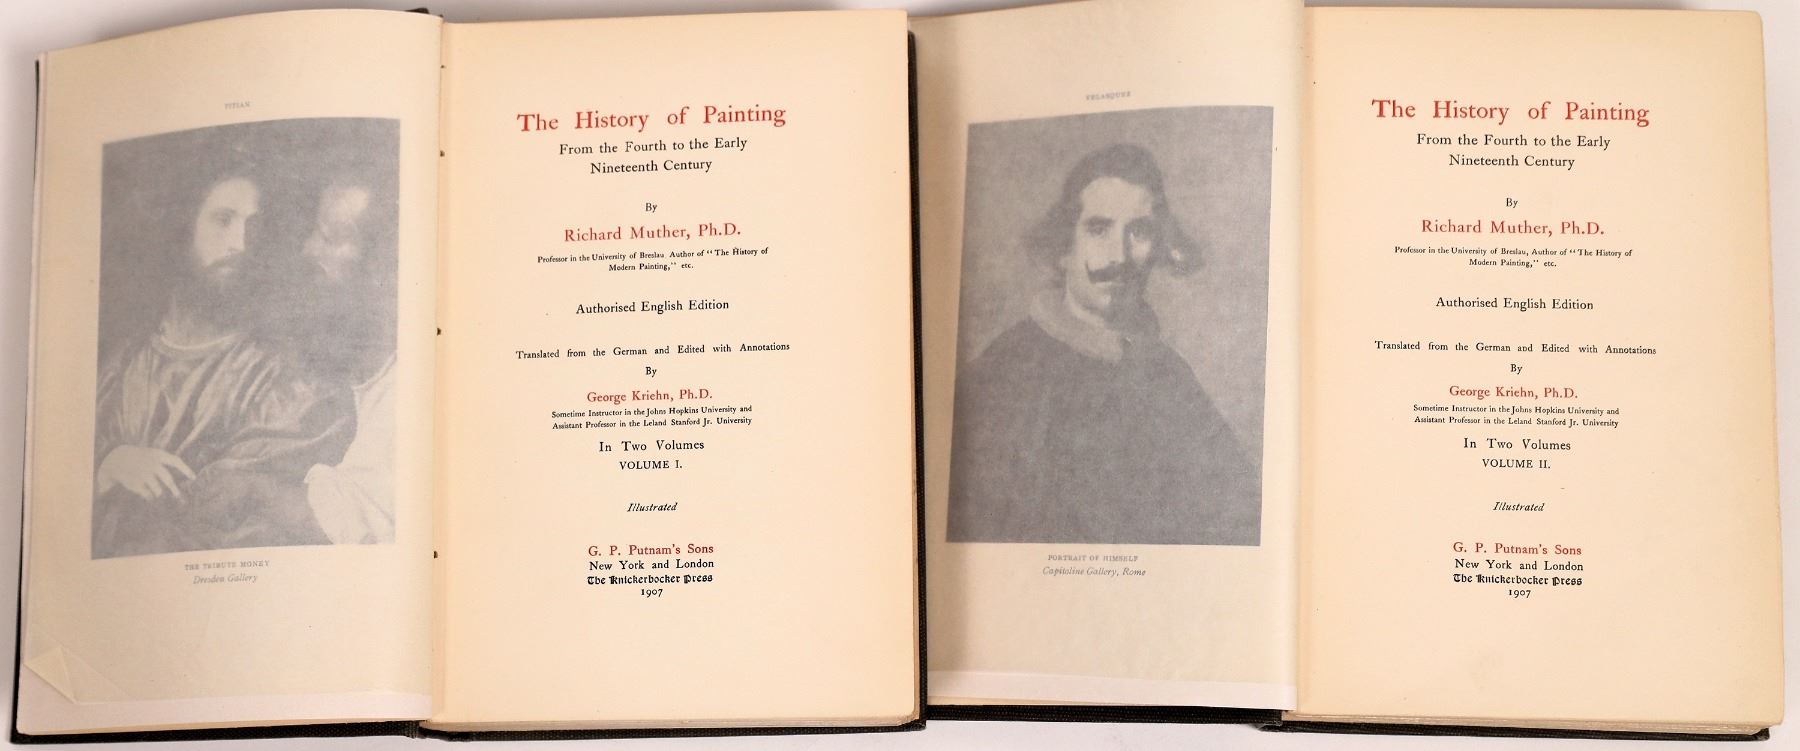 TITIAN
THE TRIBUTE MONEY
Dresden Gallery
The History of Painting
From the Fourth to the Early
Nineteenth Century
By
Richard Muther, Ph.D.
Professor in the University of Breslau Author of "The History of
Modern Painting," etc.
Authorised English Edition
Translated from the German and Edited with Annotations
By
George Kriehn, Ph.D.
Sometime Instructor in the Johns Hopkins University and
Assistant Professor in the Leland Stanford Jr. University
In Two Volumes
VOLUME I.
Illustrated
G. P. Putnam's Sons
New York and London
The Knickerbocker Press
1907
VELASQUEZ
PORTRAIT OF HIMSELF
Capitoline Gallery, Rome
The History of Painting
From the Fourth to the Early
Nineteenth Century
By
Richard Muther, Ph.D.
Professor in the University of Breslau, Author of "The History of
Modern Painting," etc.
Authorised English Edition
Translated from the German and Edited with Annotations
By
George Kriehn, Ph.D.
Sometime Instructor in the Johns Hopkins University and
Assistant Professor in the Leland Stanford Jr. University
In Two Volumes
VOLUME II.
Illustrated
G. P. Putnam's Sons
New York and London
The Knickerbocker Press
1907